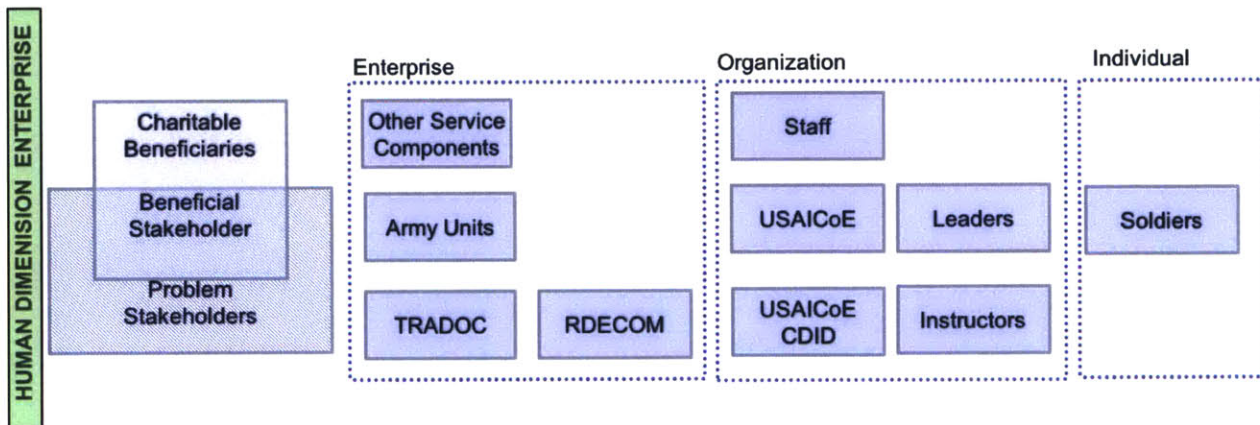 HUMAN DIMENISION ENTERPRISE
Charitable
Beneficiaries
Beneficial
Stakeholder
Problem
Stakeholders
Enterprise
Other Service
Components
Army Units
TRADOC
RDECOM
Organization
Staff
USAICoE
Leaders
USAICoE
CDID
Instructors
Individual
Soldiers